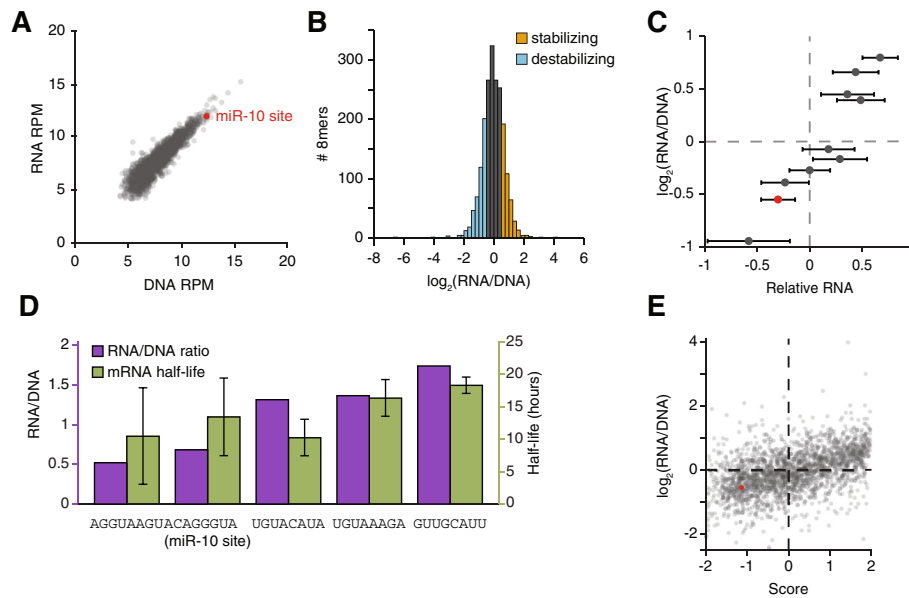 A
20
15
10
5
0
RNA RPM
miR-10 site
0
5
10
15
20
DNA RPM
B
300
200
100
0
# 8mers
stabilizing
destabilizing
-8
-6
-4
-2
0
2
4
6
log2(RNA/DNA)
C
1
0.5
0
-0.5
-1
log2(RNA/DNA)
-1
-0.5
0
0.5
Relative RNA
D
2
1.5
1
0.5
0
RNA/DNA
RNA/DNA ratio
mRNA half-life
25
20
15
10
5
0
Half-life (hours)
AGGUAAGU ACAGGGUA UGUACAUA UGUAAAGA GUUGCAUU
(miR-10 site)
E
4
2
0
-2
log2(RNA/DNA)
-2
-1
0
1
2
Score